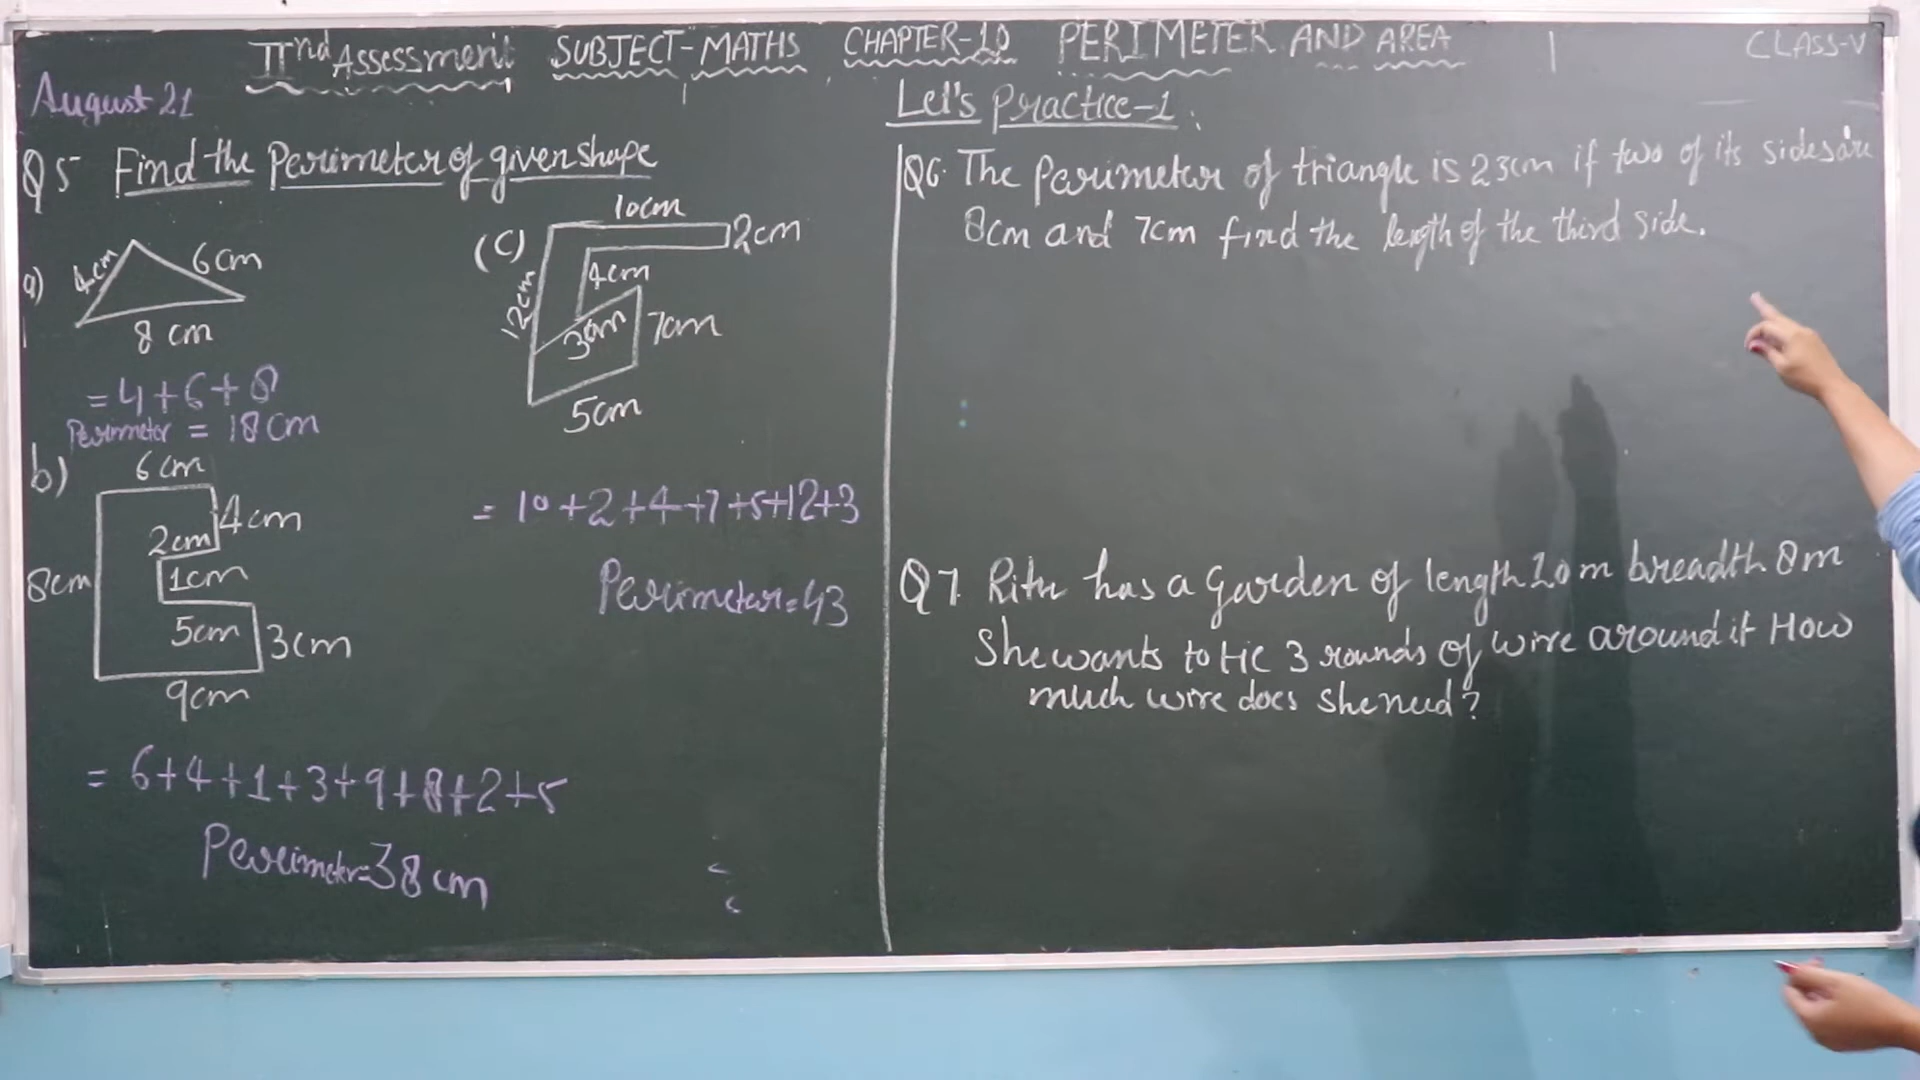 IInd Assessment SUBJECT-MATHS CHAPTER-10 PERIMETER AND AREA CLASS-V
August 21
Q5 Find the Perimeter of given shape
a) 4cm 6cm
8 cm
= 4+6+8
Perimeter = 18cm
b) 6cm
4cm
2cm
8cm 1cm
5cm 3cm
9cm
= 6+4+1+3+9+8+2+5
Perimeter=38cm
(C) 10cm
2cm
4cm
12cm
3cm 7cm
5cm
= 10+2+4+7+5+12+3
Perimeter=43
Let's Practice-1:
Q6. The Perimeter of triangle is 23cm if two of its sides are
8cm and 7cm find the length of the third side.
Q7. Ritu has a garden of length 10m breadth 8m
She wants to tie 3 rounds of wire around it How
much wire does she need?